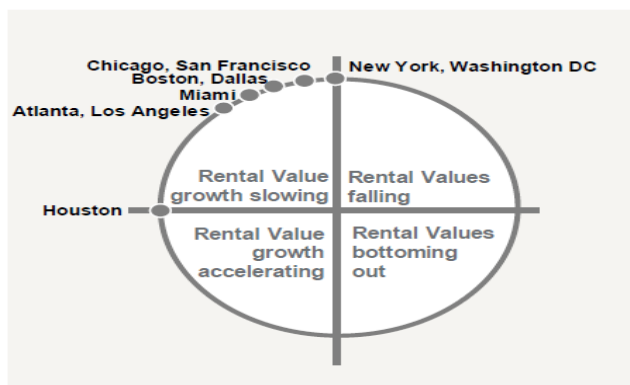 Chicago, San Francisco
New York, Washington DC
Boston, Dallas
Miami
Atlanta, Los Angeles
Rental Value
growth slowing
Rental Values
falling
Houston
Rental Value
growth
accelerating
Rental Values
bottoming
out